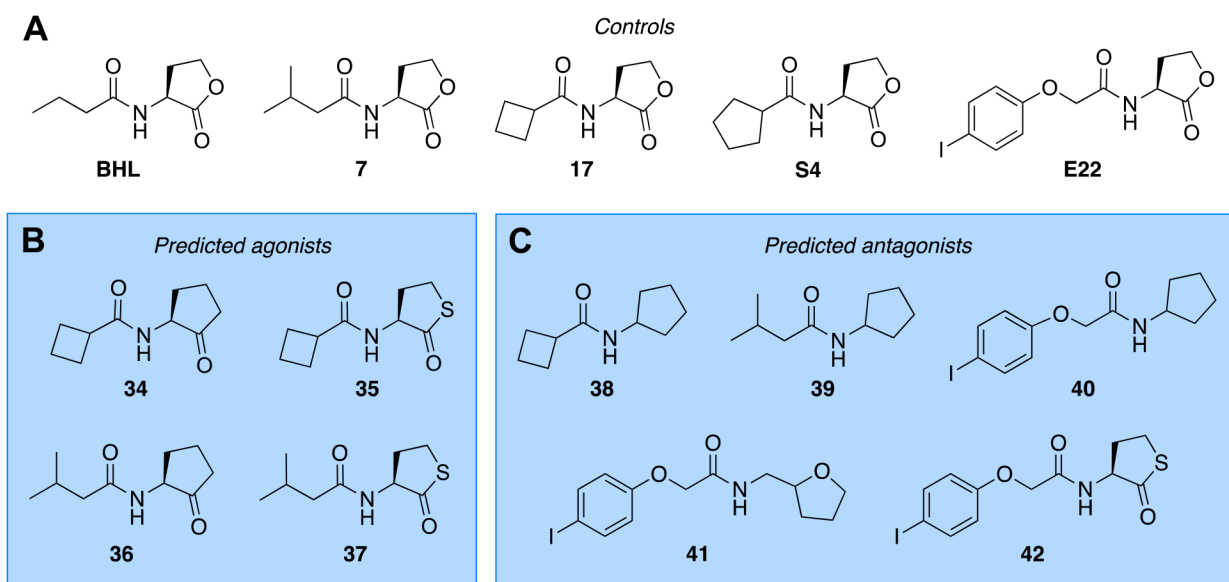 A
Controls
O O O O O
O O O O O
N N N N N
H H H H H
O O O O O
I
BHL 7 17 S4 E22
B
Predicted agonists
O O
N N S
H H
O O
34 35
O O
N N S
H H
O O
36 37
C
Predicted antagonists
O O O O
N N N
H H H
I
38 39 40
O O O O O
N N S
H H
I I O
41 42